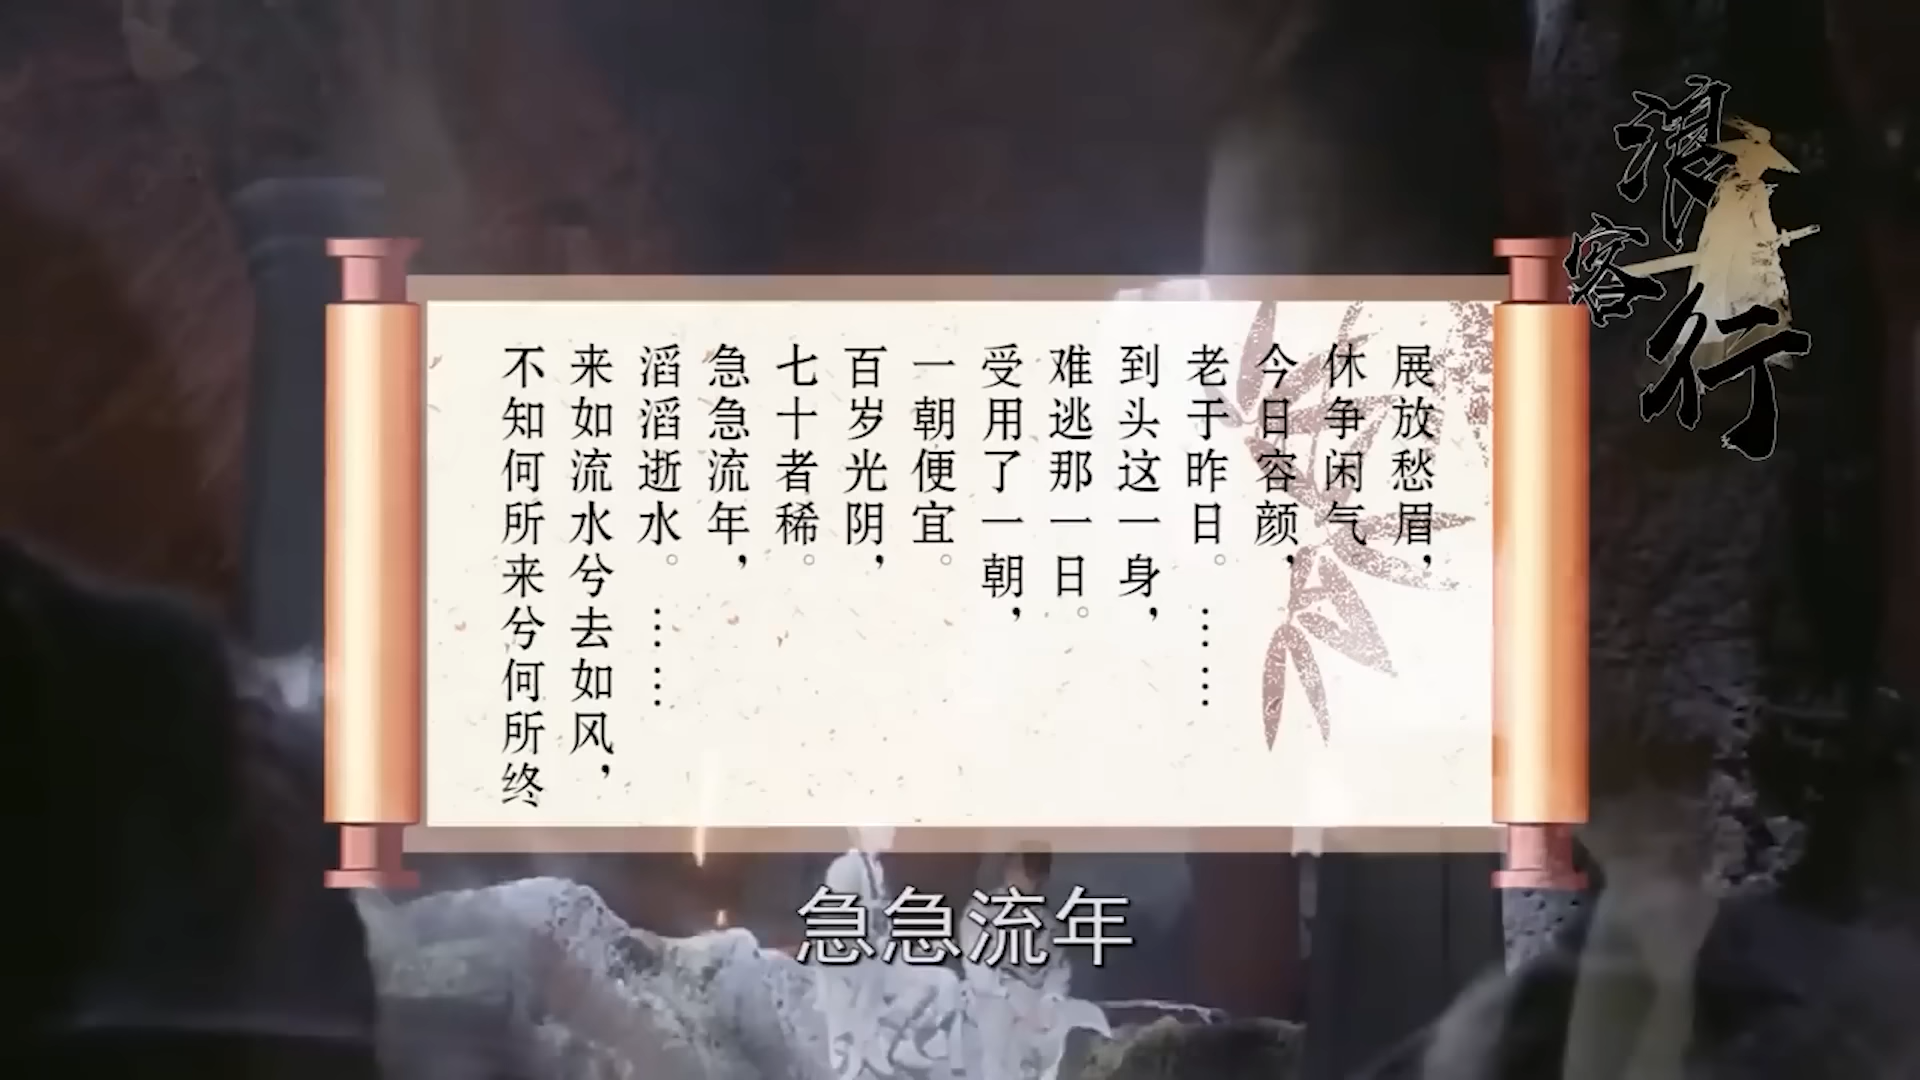 展放愁眉，
休争闲气
今日容颜，
老于昨日。……
到头这一身，
难逃那一日。
受用了一朝，
一朝便宜。
百岁光阴，
七十者稀。
急急流年，
滔滔逝水。……
来如流水兮去如风，
不知何所来兮何所终
浪客行
急急流年